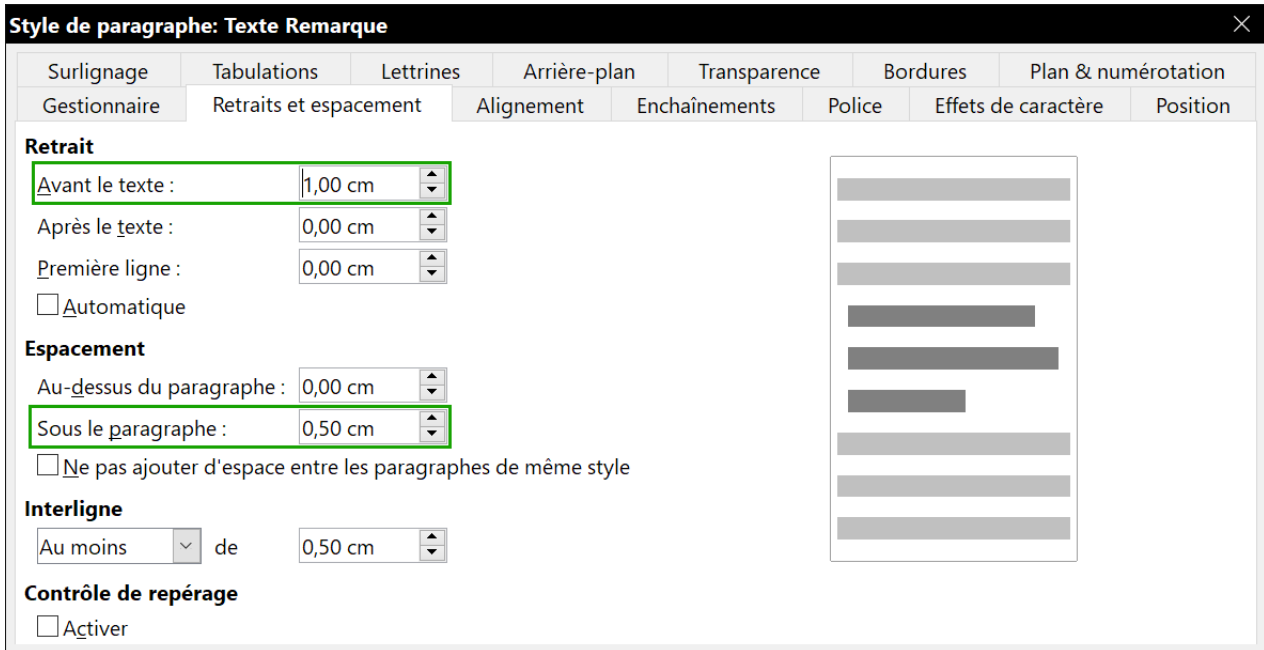 Style de paragraphe: Texte Remarque
Surlignage Tabulations Lettrines Arrière-plan Transparence Bordures Plan & numérotation
Gestionnaire Retraits et espacement Alignement Enchaînements Police Effets de caractère Position
Retrait
Avant le texte : 1,00 cm
Après le texte : 0,00 cm
Première ligne : 0,00 cm
Automatique
Espacement
Au-dessus du paragraphe : 0,00 cm
Sous le paragraphe : 0,50 cm
Ne pas ajouter d'espace entre les paragraphes de même style
Interligne
Au moins de 0,50 cm
Contrôle de repérage
Activer